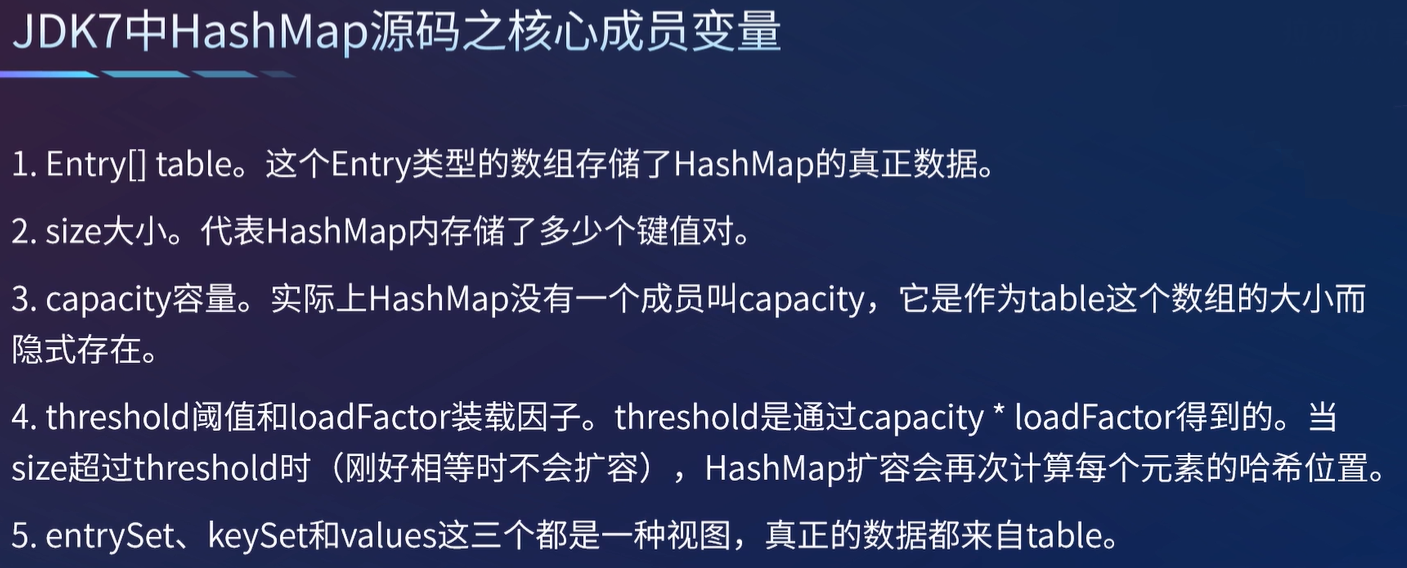 JDK7中HashMap源码之核心成员变量
1. Entry[] table。这个Entry类型的数组存储了HashMap的真正数据。
2. size大小。代表HashMap内存储了多少个键值对。
3. capacity容量。实际上HashMap没有一个成员叫capacity，它是作为table这个数组的大小而
隐式存在。
4. threshold阈值和loadFactor装载因子。threshold是通过capacity * loadFactor得到的。当
size超过threshold时（刚好相等时不会扩容），HashMap扩容会再次计算每个元素的哈希位置。
5. entrySet、keySet和values这三个都是一种视图，真正的数据都来自table。